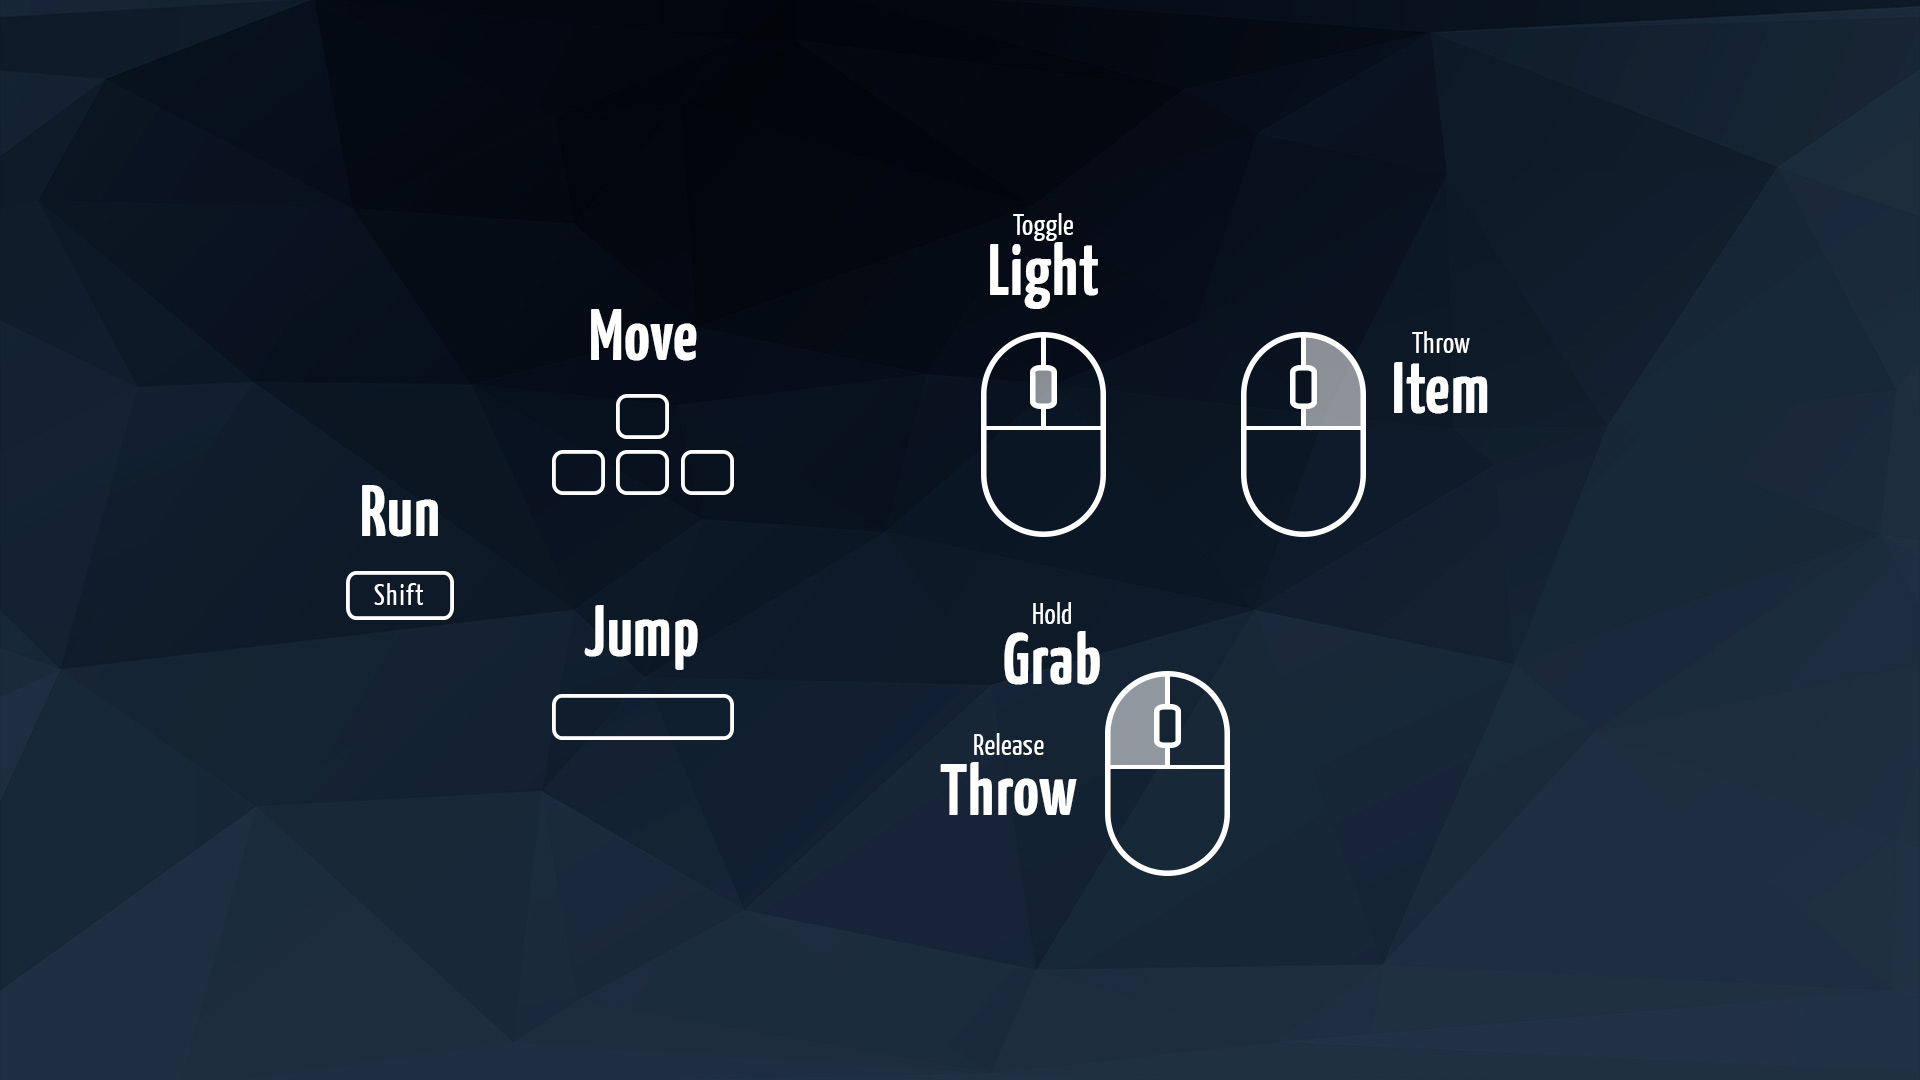 Move
Run
Shift
Jump
Toggle
Light
Throw
Item
Hold
Grab
Release
Throw